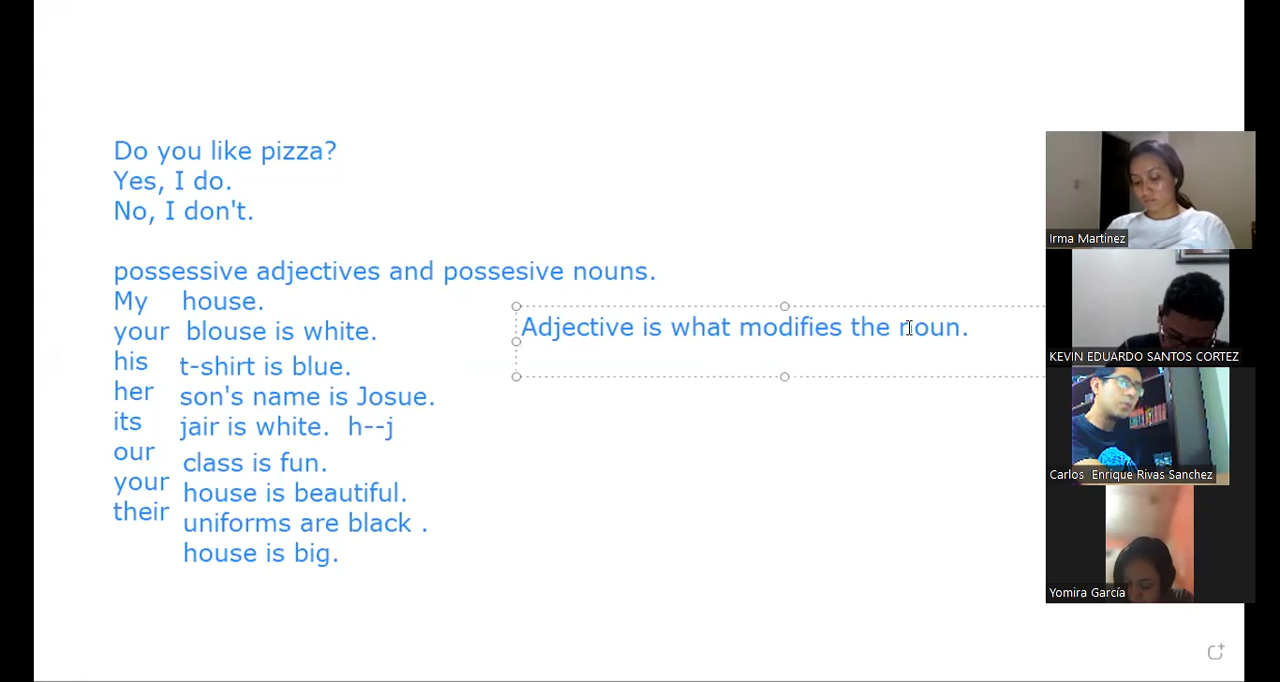 Do you like pizza?
Yes, I do.
No, I don't.
possessive adjectives and possesive nouns.
My house.
your blouse is white.
his t-shirt is blue.
her son's name is Josue.
its jair is white. h--j
our class is fun.
your house is beautiful.
their uniforms are black .
house is big.
Adjective is what modifies the noun.
Irma Martinez
KEVIN EDUARDO SANTOS CORTEZ
Carlos Enrique Rivas Sanchez
Yomira García